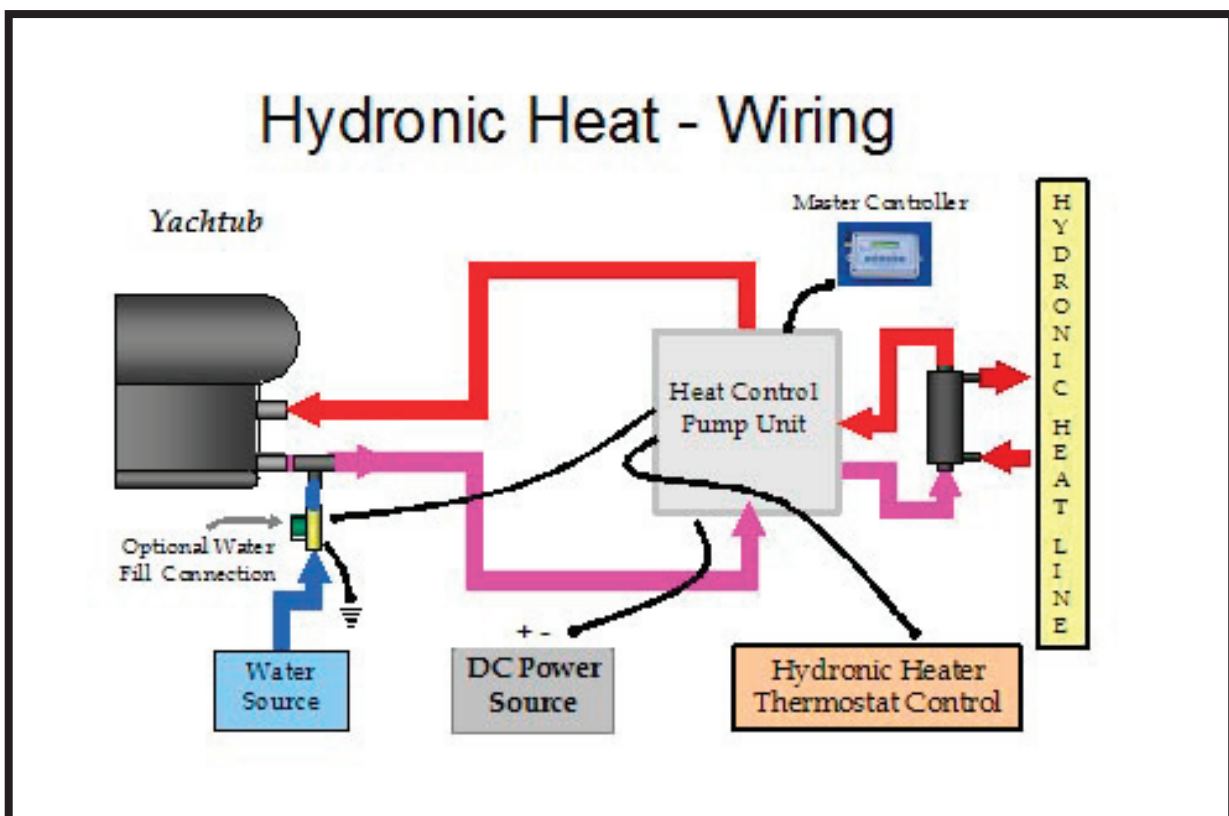 Hydronic Heat - Wiring
Yachtub
Master Controller
HYDRONIC HEAT LINE
Heat Control
Pump Unit
Optional Water
Fill Connection
+ -
Water
Source
DC Power
Source
Hydronic Heater
Thermostat Control